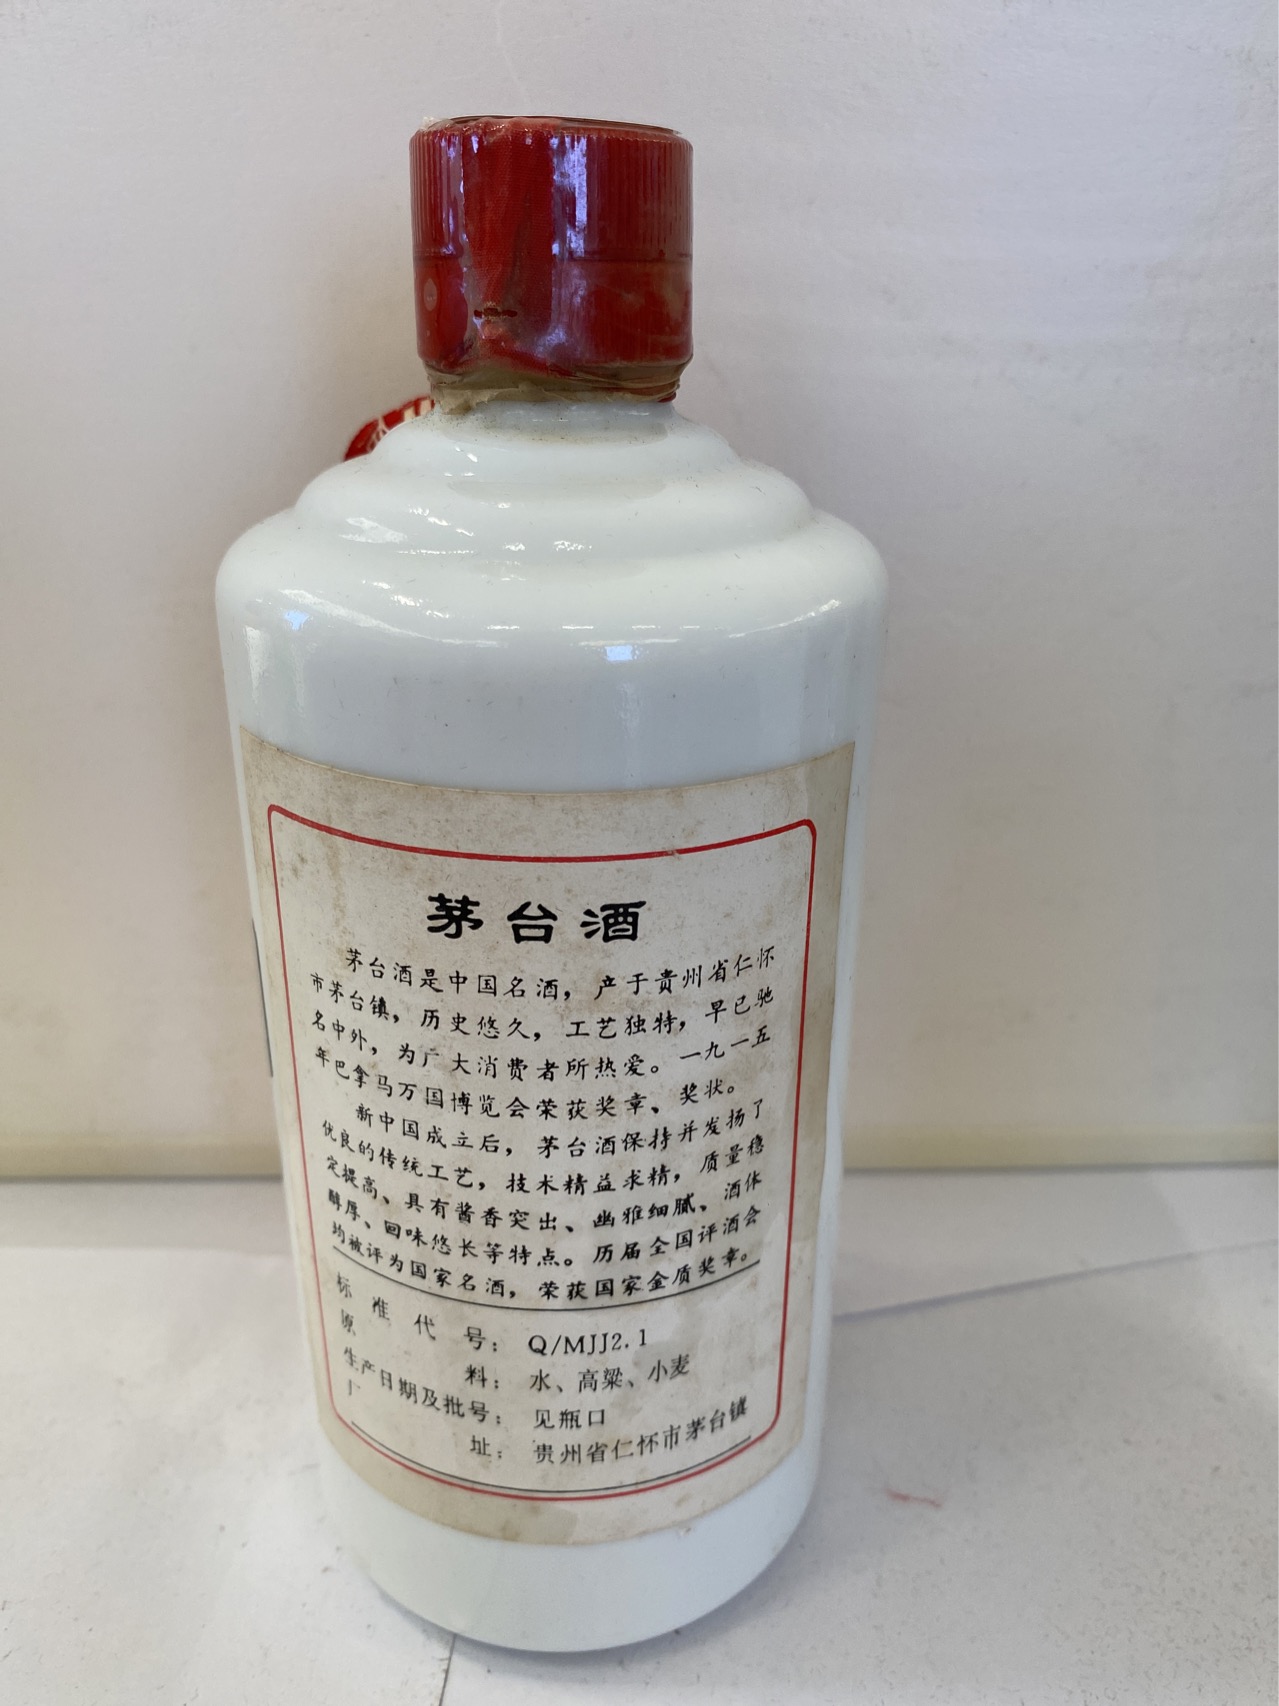 茅台酒
茅台酒是中国名酒，产于贵州省仁怀
市茅台镇，历史悠久，工艺独特，早已驰
名中外，为广大消费者所热爱。一九一五
年巴拿马万国博览会荣获奖章、奖状。
新中国成立后，茅台酒保持并发扬了
优良的传统工艺，技术精益求精，质量稳
定提高、具有酱香突出、幽雅细腻、酒体
醇厚、回味悠长等特点。历届全国评酒会
均被评为国家名酒，荣获国家金质奖章。
标准代号：Q/MJJ2.1
原料：水、高粱、小麦
生产日期及批号：见瓶口
厂址：贵州省仁怀市茅台镇